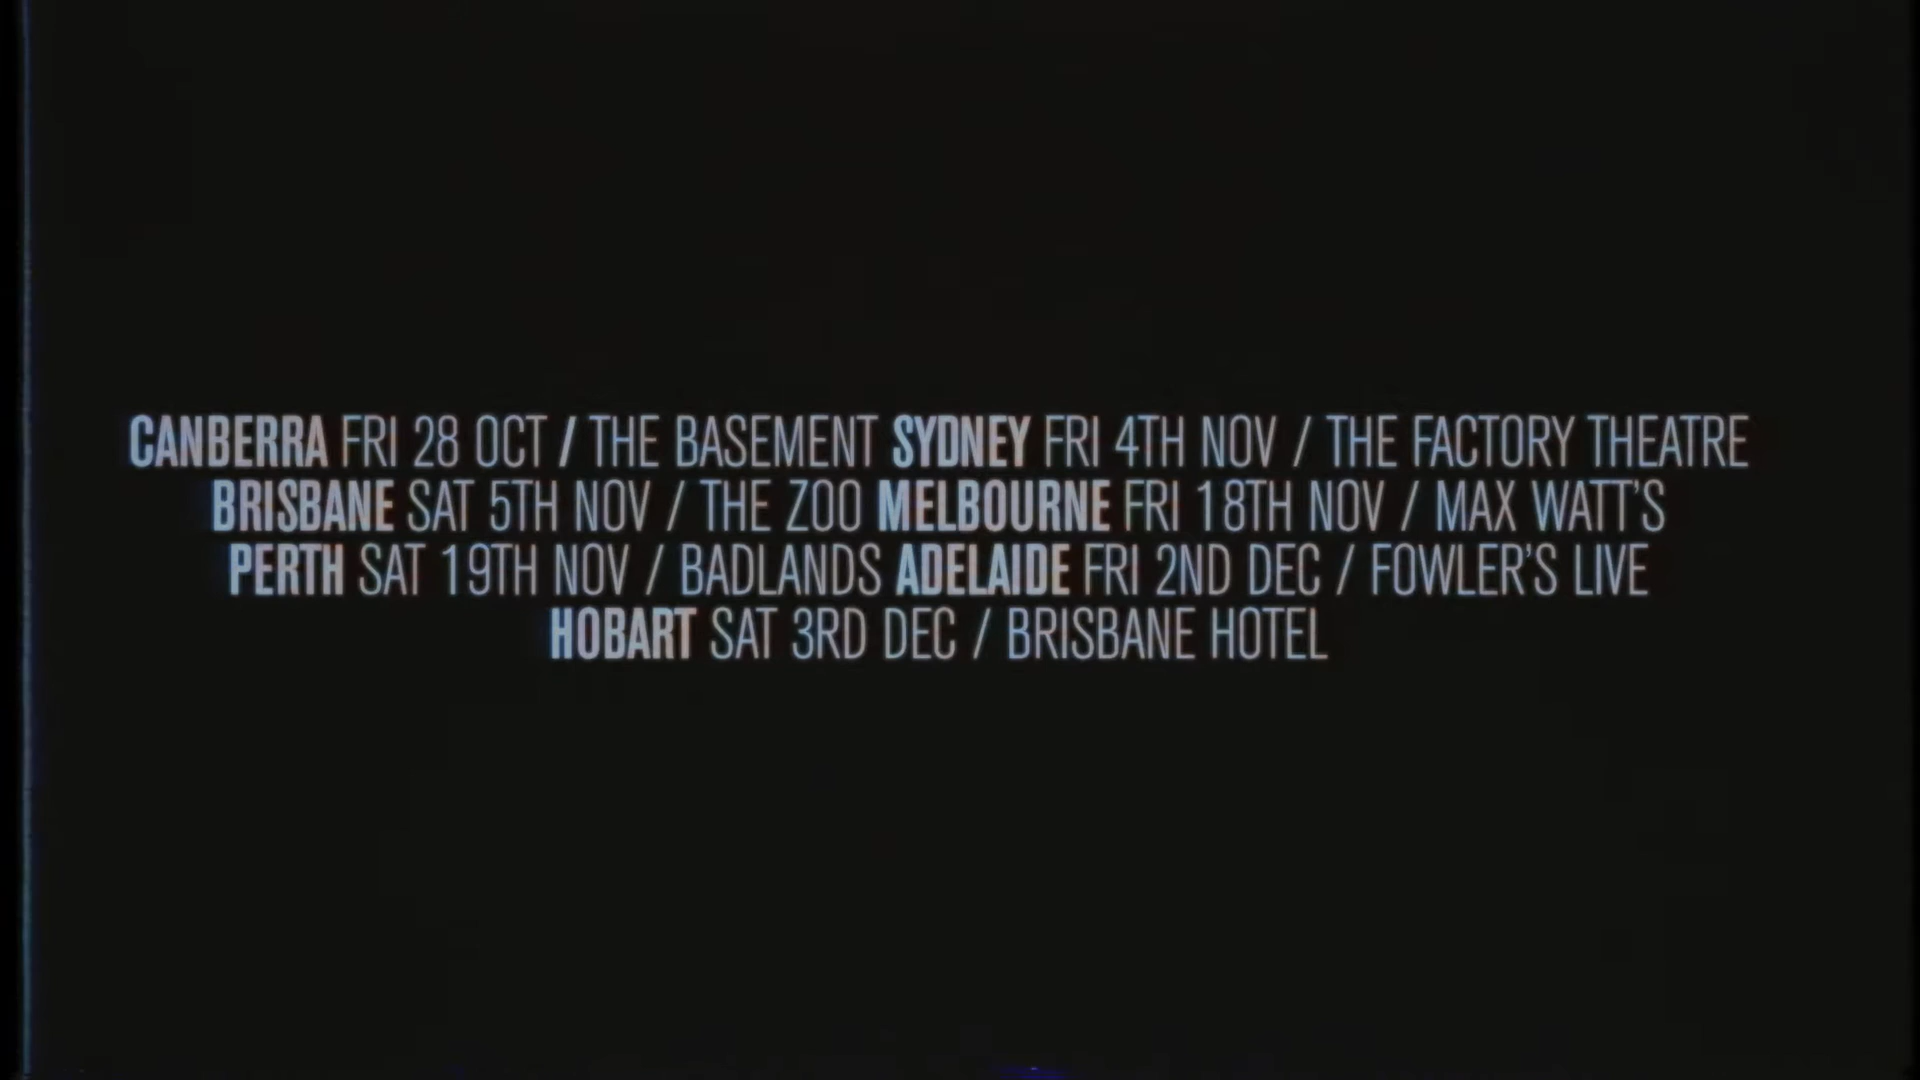 CANBERRA FRI 28 OCT / THE BASEMENT SYDNEY FRI 4TH NOV / THE FACTORY THEATRE
BRISBANE SAT 5TH NOV / THE ZOO MELBOURNE FRI 18TH NOV / MAX WATT'S
PERTH SAT 19TH NOV / BADLANDS ADELAIDE FRI 2ND DEC / FOWLER'S LIVE
HOBART SAT 3RD DEC / BRISBANE HOTEL